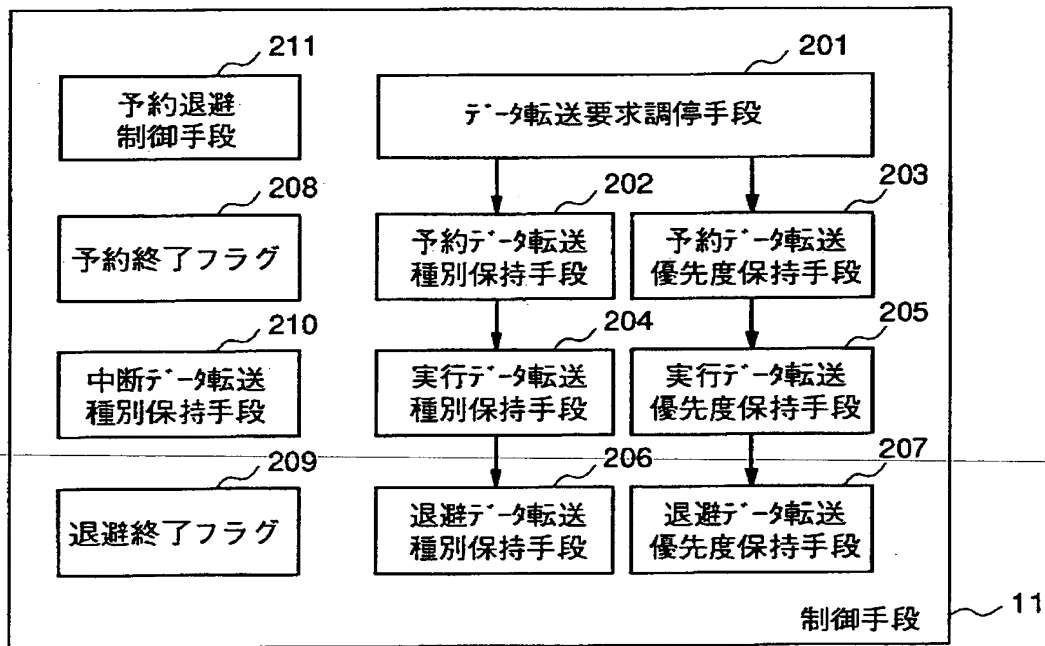 211
予約退避
制御手段
201
データ転送要求調停手段
208
予約終了フラグ
202
予約データ転送
種別保持手段
203
予約データ転送
優先度保持手段
210
中断データ転送
種別保持手段
204
実行データ転送
種別保持手段
205
実行データ転送
優先度保持手段
209
退避終了フラグ
206
退避データ転送
種別保持手段
207
退避データ転送
優先度保持手段
制御手段
11